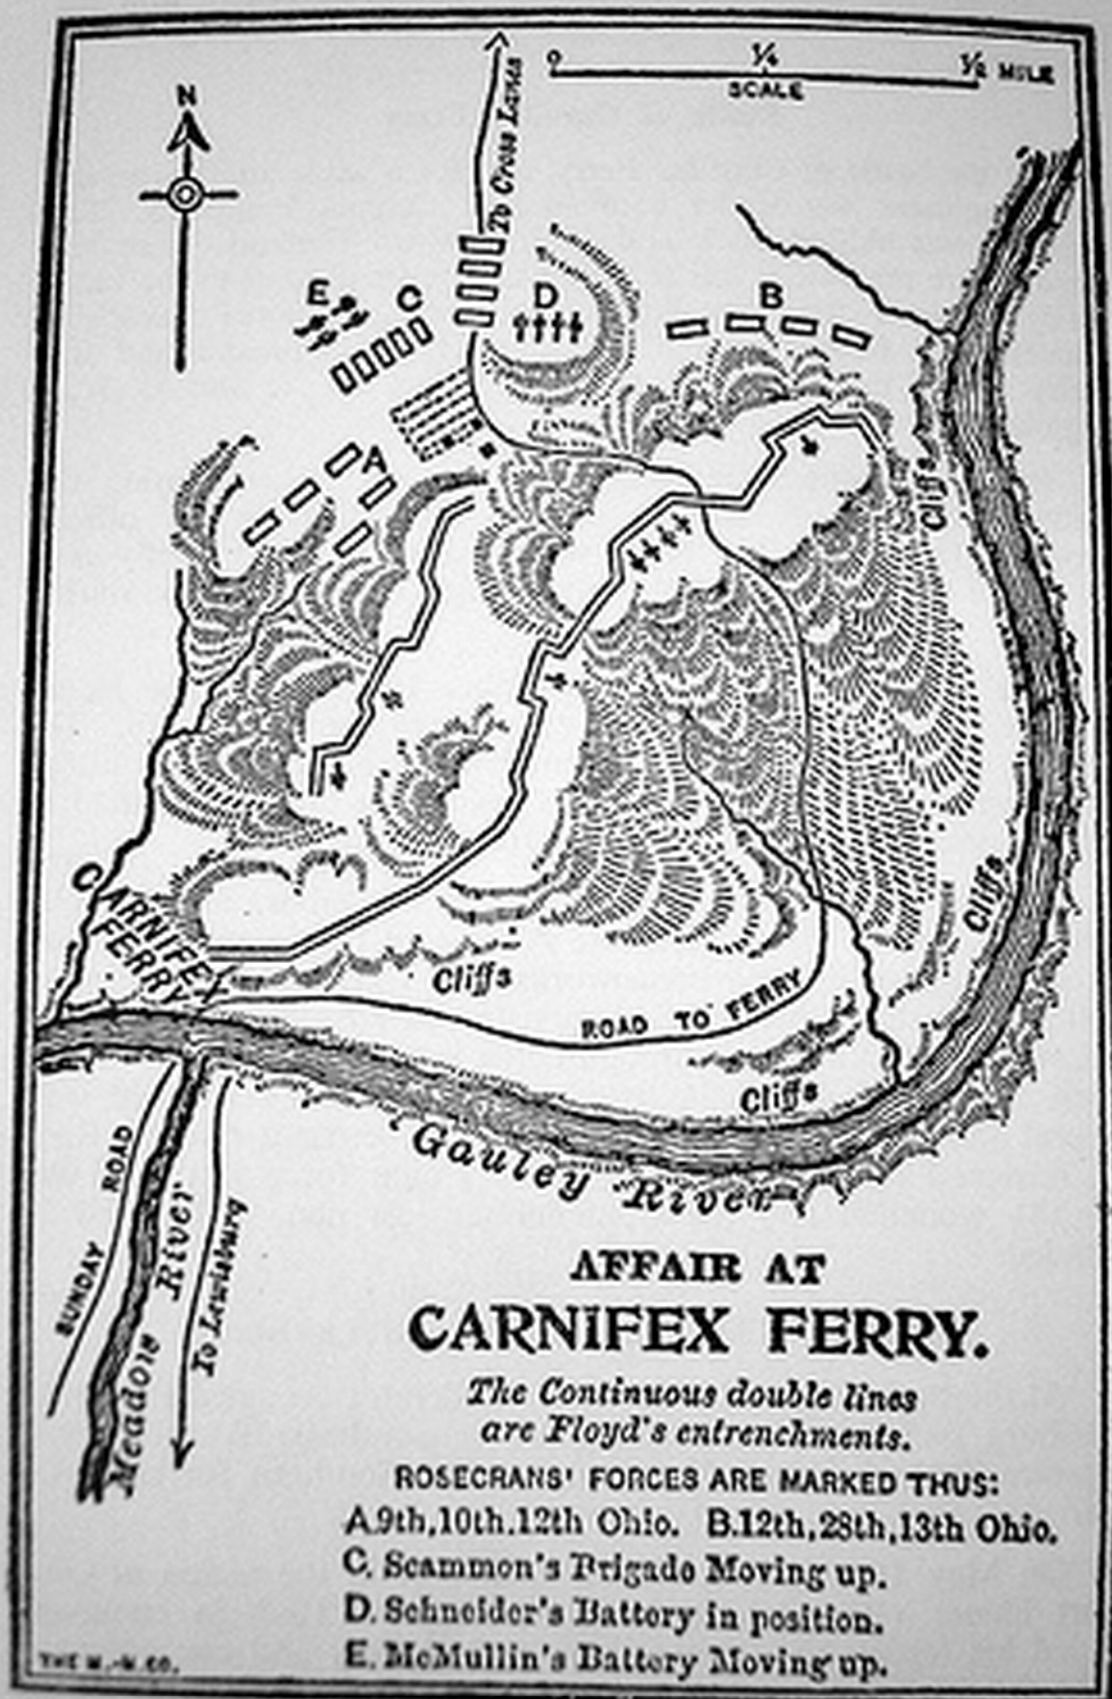 N
0 1/4 1/2 MILE
SCALE
To Cross Lanes
E
C
D
B
A
Cliffs
Cliffs
CARNIFEX
FERRY
Cliffs
ROAD TO FERRY
Cliffs
Gauley River
SUNDAY ROAD
Meadow River
To Lewisburg
AFFAIR AT
CARNIFEX FERRY.
The Continuous double lines
are Floyd's entrenchments.
ROSECRANS' FORCES ARE MARKED THUS:
A.9th,10th.12th Ohio. B.12th,28th,13th Ohio.
C. Scammon's Brigade Moving up.
D. Schneider's Battery in position.
E. McMullin's Battery Moving up.
THE M.-N. CO.